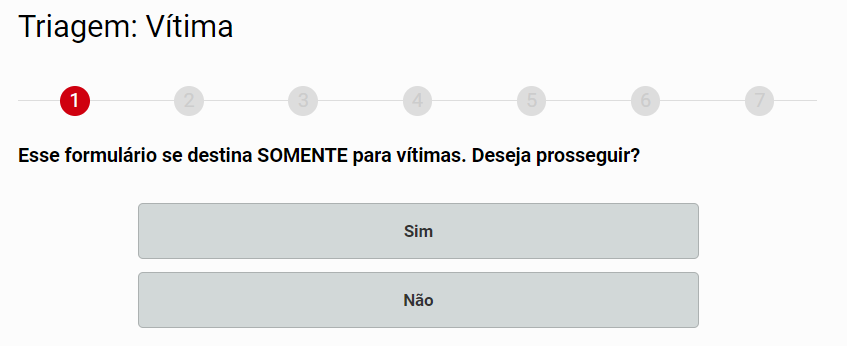 Triagem: Vítima
1 2 3 4 5 6 7
Esse formulário se destina SOMENTE para vítimas. Deseja prosseguir?
Sim
Não